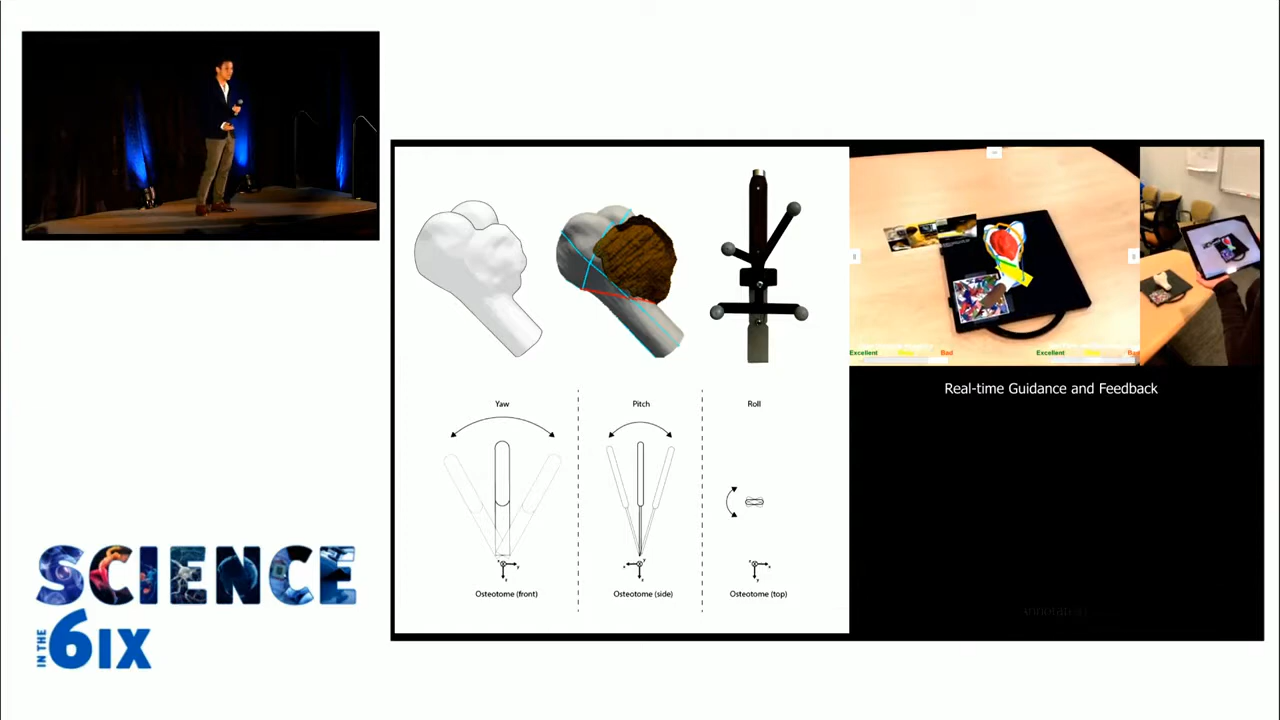 Yaw
Pitch
Roll
Osteotome (front)
Osteotome (side)
Osteotome (top)
Excellent
Bad
Excellent
Real-time Guidance and Feedback
SCIENCE
IN THE
6IX